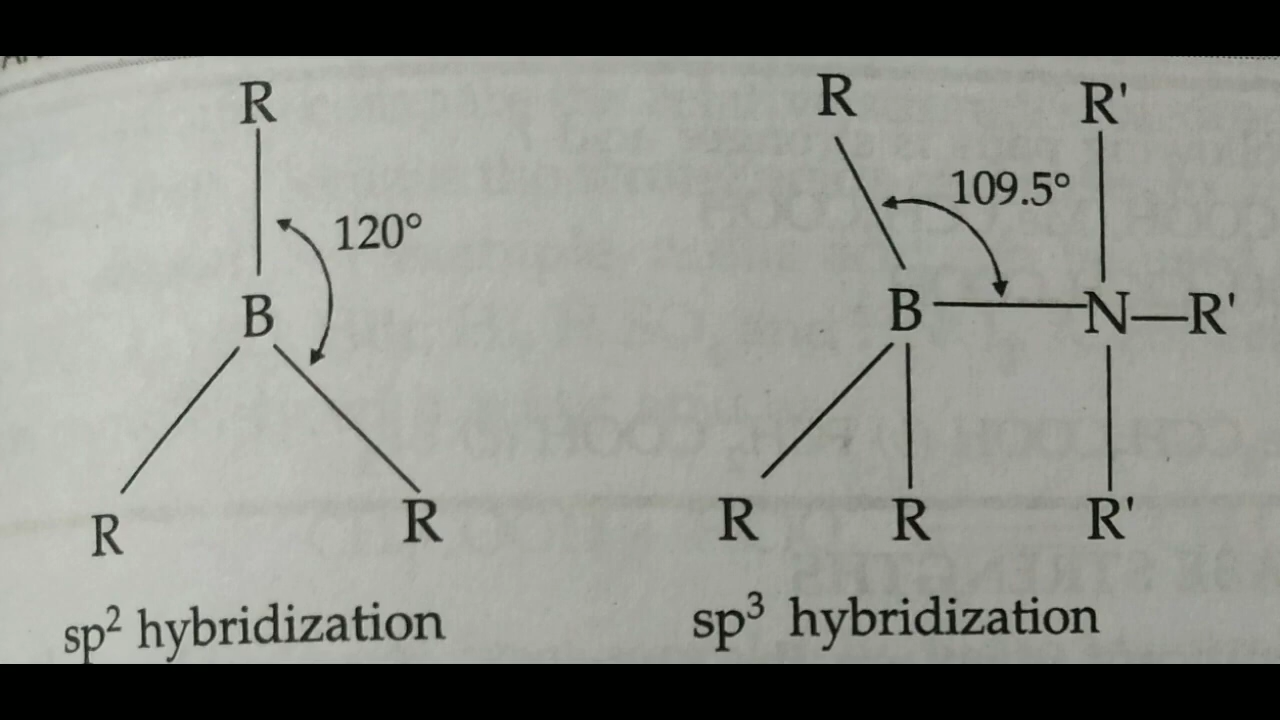 R
120°
B
R
R
sp² hybridization
R
R'
109.5°
B
N
R'
R
R
R'
sp³ hybridization